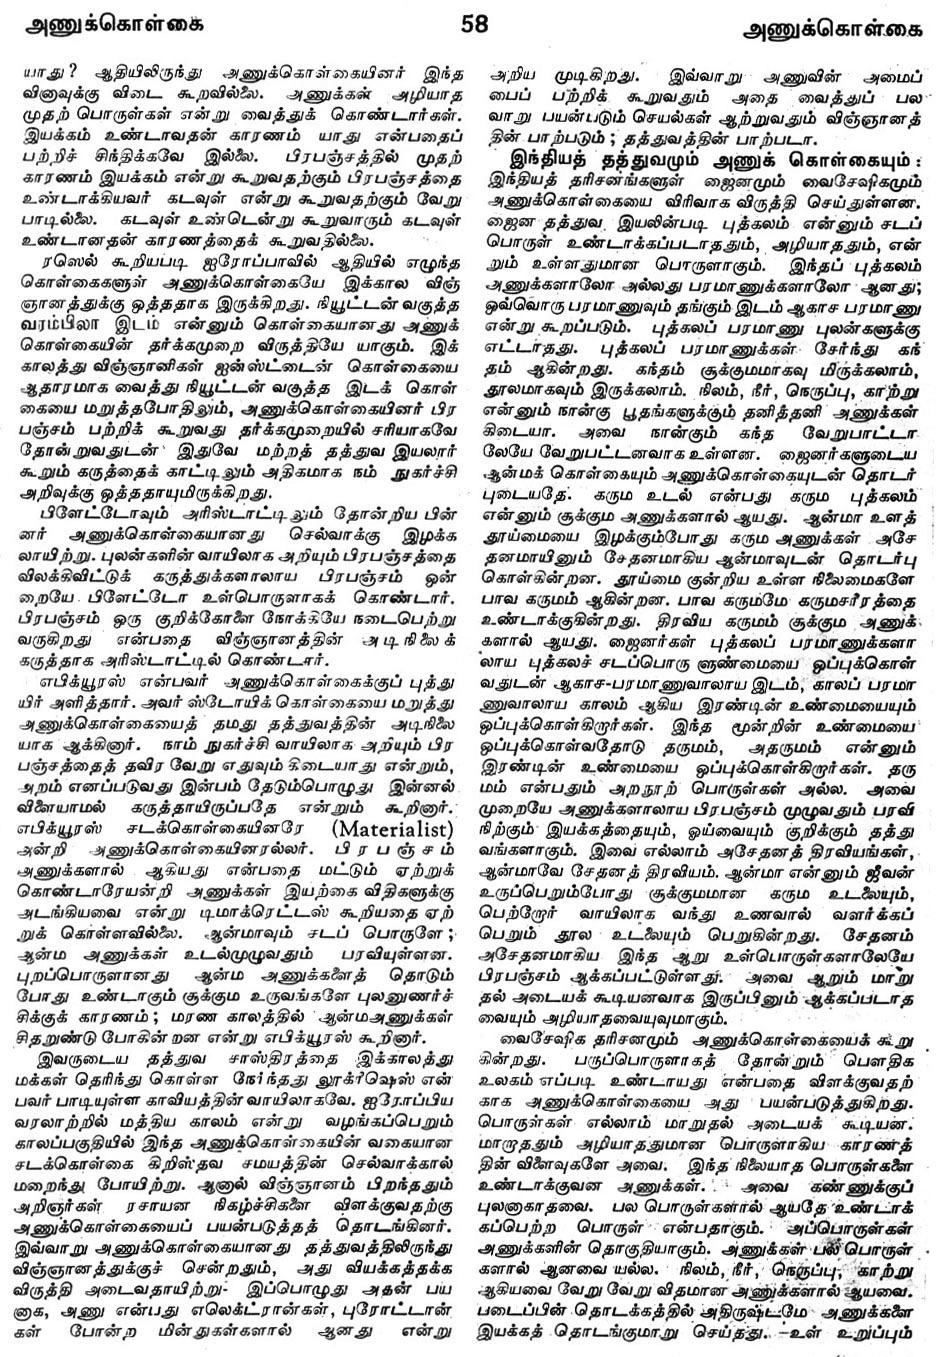 அணுக்கொள்கை
58
அணுக்கொள்கை
யாது? ஆதியிலிருந்து அணுக்கொள்கையினர் இந்த
வினாவுக்கு விடை கூறவில்லை. அணுக்கள் அழியாத
முதற் பொருள்கள் என்று வைத்துக் கொண்டார்கள்.
இயக்கம் உண்டாவதன் காரணம் யாது என்பதைப்
பற்றிச் சிந்திக்கவே இல்லை. பிரபஞ்சத்தில் முதற்
காரணம் இயக்கம் என்று கூறுவதற்கும் பிரபஞ்சத்தை
உண்டாக்கியவர் கடவுள் என்று கூறுவதற்கும் வேறு
பாடில்லை. கடவுள் உண்டென்று கூறுவாரும் கடவுள்
உண்டானதன் காரணத்தைக் கூறுவதில்லை.
ரஸெல் கூறியபடி ஐரோப்பாவில் ஆதியில் எழுந்த
கொள்கைகளுள் அணுக்கொள்கையே இக்கால விஞ்
ஞானத்துக்கு ஒத்ததாக இருக்கிறது. நியூட்டன் வகுத்த
வரம்பிலா இடம் என்னும் கொள்கையானது அணுக்
கொள்கையின் தர்க்கமுறை விருத்தியே யாகும். இக்
காலத்து விஞ்ஞானிகள் ஐன்ஸ்ட்டைன் கொள்கையை
ஆதாரமாக வைத்து நியூட்டன் வகுத்த இடக் கொள்
கையை மறுத்தபோதிலும், அணுக்கொள்கையினர் பிர
பஞ்சம் பற்றிக் கூறுவது தர்க்கமுறையில் சரியாகவே
தோன்றுவதுடன் இதுவே மற்றத் தத்துவ இயலார்
கூறும் கருத்தைக் காட்டிலும் அதிகமாக நம் நுகர்ச்சி
அறிவுக்கு ஒத்ததாயுமிருக்கிறது.
பிளேட்டோவும் அரிஸ்டாட்டிலும் தோன்றிய பின்
னர் அணுக்கொள்கையானது செல்வாக்கு இழக்க
லாயிற்று. புலன்களின் வாயிலாக அறியும் பிரபஞ்சத்தை
விலக்கிவிட்டுக் கருத்துக்களாலாய பிரபஞ்சம் ஒன்
றையே பிளேட்டோ உள்பொருளாகக் கொண்டார்.
பிரபஞ்சம் ஒரு குறிக்கோளை நோக்கியே நடைபெற்று
வருகிறது என்பதை விஞ்ஞானத்தின் அடிநிலைக்
கருத்தாக அரிஸ்டாட்டில் கொண்டார்.
எபிக்யூரஸ் என்பவர் அணுக்கொள்கைக்குப் புத்து
யிர் அளித்தார். அவர் ஸ்டோயிக் கொள்கையை மறுத்து
அணுக்கொள்கையைத் தமது தத்துவத்தின் அடிநிலை
யாக ஆக்கினார். நாம் நுகர்ச்சி வாயிலாக அறியும் பிர
பஞ்சத்தைத் தவிர வேறு எதுவும் கிடையாது என்றும்,
அறம் எனப்படுவது இன்பம் தேடும்பொழுது இன்னல்
விளையாமல் கருத்தாயிருப்பதே என்றும் கூறினார்.
எபிக்யூரஸ் சடக்கொள்கையினரே (Materialist)
அன்றி அணுக்கொள்கையினரல்லர். பிரபஞ்சம்
அணுக்களால் ஆகியது என்பதை மட்டும் ஏற்றுக்
கொண்டாரேயன்றி அணுக்கள் இயற்கை விதிகளுக்கு
அடங்கியவை என்று டிமாக்ரெட்டஸ் கூறியதை ஏற்
றுக் கொள்ளவில்லை. ஆன்மாவும் சடப் பொருளே;
ஆன்ம அணுக்கள் உடல்முழுவதும் பரவியுள்ளன.
புறப்பொருளானது ஆன்ம அணுக்களைத் தொடும்
போது உண்டாகும் சூக்கும உருவங்களே புலனுணர்ச்
சிக்குக் காரணம்; மரண காலத்தில் ஆன்மஅணுக்கள்
சிதறுண்டு போகின்றன என்று எபிக்யூரஸ் கூறினார்.
இவருடைய தத்துவ சாஸ்திரத்தை இக்காலத்து
மக்கள் தெரிந்து கொள்ள நேர்ந்தது லூக்ரிஷெஸ் என்
பவர் பாடியுள்ள காவியத்தின் வாயிலாகவே. ஐரோப்பிய
வரலாற்றில் மத்திய காலம் என்று வழங்கப்பெறும்
காலப்பகுதியில் இந்த அணுக்கொள்கையின் வகையான
சடக்கொள்கை கிறிஸ்தவ சமயத்தின் செல்வாக்கால்
மறைந்து போயிற்று. ஆனால் விஞ்ஞானம் பிறந்ததும்
அறிஞர்கள் ரசாயன நிகழ்ச்சிகளை விளக்குவதற்கு
அணுக்கொள்கையைப் பயன்படுத்தத் தொடங்கினர்.
இவ்வாறு அணுக்கொள்கையானது தத்துவத்திலிருந்து
விஞ்ஞானத்துக்குச் சென்றதும், அது வியக்கத்தக்க
விருத்தி அடைவதாயிற்று- இப்பொழுது அதன் பய
னாக, அணு என்பது எலெக்ட்ரான்கள், புரோட்டான்
கள் போன்ற மின்துகள்களால் ஆனது என்று
அறிய முடிகிறது. இவ்வாறு அணுவின் அமைப்
பைப் பற்றிக் கூறுவதும் அதை வைத்துப் பல
வாறு பயன்படும் செயல்கள் ஆற்றுவதும் விஞ்ஞானத்
தின் பாற்படும்; தத்துவத்தின் பாற்படா.
இந்தியத் தத்துவமும் அணுக் கொள்கையும்:
இந்தியத் தரிசனங்களுள் ஜைனமும் வைசேஷிகமும்
அணுக்கொள்கையை விரிவாக விருத்தி செய்துள்ளன.
ஜைன தத்துவ இயலின்படி புத்கலம் என்னும் சடப்
பொருள் உண்டாக்கப்படாததும், அழியாததும், என்
றும் உள்ளதுமான பொருளாகும். இந்தப் புத்கலம்
அணுக்களாலோ அல்லது பரமாணுக்களாலோ ஆனது;
ஒவ்வொரு பரமாணுவும் தங்கும் இடம் ஆகாச பரமாணு
என்று கூறப்படும். புத்கலப் பரமாணு புலன்களுக்கு
எட்டாதது. புத்கலப் பரமாணுக்கள் சேர்ந்து கந்
தம் ஆகின்றது. கந்தம் சூக்குமமாகவு மிருக்கலாம்,
தூலமாகவும் இருக்கலாம். நிலம், நீர், நெருப்பு, காற்று
என்னும் நான்கு பூதங்களுக்கும் தனித்தனி அணுக்கள்
கிடையா. அவை நான்கும் கந்த வேறுபாட்டா
லேயே வேறுபட்டனவாக உள்ளன. ஜைனர்களுடைய
ஆன்மக் கொள்கையும் அணுக்கொள்கையுடன் தொடர்
புடையதே. கரும உடல் என்பது கரும புத்கலம்
என்னும் சூக்கும அணுக்களால் ஆயது. ஆன்மா உளத்
தூய்மையை இழக்கும்போது கரும அணுக்கள் அசே
தனமாயினும் சேதனமாகிய ஆன்மாவுடன் தொடர்பு
கொள்கின்றன. தூய்மை குன்றிய உள்ள நிலைமைகளே
பாவ கருமம் ஆகின்றன. பாவ கருமமே கருமசரீரத்தை
உண்டாக்குகின்றது. திரவிய கருமம் சூக்கும அணுக்
களால் ஆயது. ஜைனர்கள் புத்கலப் பரமாணுக்களா
லாய புத்கலச் சடப்பொரு ளுண்மையை ஒப்புக்கொள்
வதுடன் ஆகாச-பரமாணுவாலாய இடம், காலப் பரமா
ணுவாலாய காலம் ஆகிய இரண்டின் உண்மையையும்
ஒப்புக்கொள்கிறார்கள். இந்த மூன்றின் உண்மையை
ஒப்புக்கொள்வதோடு தருமம், அதருமம் என்னும்
இரண்டின் உண்மையை ஒப்புக்கொள்கிறார்கள். தரு
மம் என்பதும் அறநூற் பொருள்கள் அல்ல. அவை
முறையே அணுக்களாலாய பிரபஞ்சம் முழுவதும் பரவி
நிற்கும் இயக்கத்தையும், ஓய்வையும் குறிக்கும் தத்து
வங்களாகும். இவை எல்லாம் அசேதனத் திரவியங்கள்,
ஆன்மாவே சேதனத் திரவியம். ஆன்மா என்னும் ஜீவன்
உருப்பெறும்போது சூக்குமமான கரும உடலையும்,
பெற்றோர் வாயிலாக வந்து உணவால் வளர்க்கப்
பெறும் தூல உடலையும் பெறுகின்றது. சேதனம்
அசேதனமாகிய இந்த ஆறு உள்பொருள்களாலேயே
பிரபஞ்சம் ஆக்கப்பட்டுள்ளது. அவை ஆறும் மாறு
தல் அடையக் கூடியனவாக இருப்பினும் ஆக்கப்படாத
வையும் அழியாதவையுவுமாகும்.
வைசேஷிக தரிசனமும் அணுக்கொள்கையைக் கூறு
கின்றது. பருப்பொருளாகத் தோன்றும் பௌதிக
உலகம் எப்படி உண்டாயது என்பதை விளக்குவதற்
காக அணுக்கொள்கையை அது பயன்படுத்துகிறது.
பொருள்கள் எல்லாம் மாறுதல் அடையக் கூடியன.
மாறாததும் அழியாததுமான பொருளாகிய காரணத்
தின் விளைவுகளே அவை. இந்த நிலையாத பொருள்களை
உண்டாக்குவன அணுக்கள். அவை கண்ணுக்குப்
புலனாகாதவை. பல பொருள்களால் ஆயதே உண்டாக்
கப்பெற்ற பொருள் என்பதாகும். அப்பொருள்கள்
அணுக்களின் தொகுதியாகும். அணுக்கள் பல பொருள்
களால் ஆனவை யல்ல. நிலம், நீர், நெருப்பு, காற்று
ஆகியவை வேறு வேறு விதமான அணுக்களால் ஆயவை.
படைப்பின் தொடக்கத்தில் அதிருஷ்டமே அணுக்களை
இயக்கத் தொடங்குமாறு செய்தது. -உள் உறுப்பும்